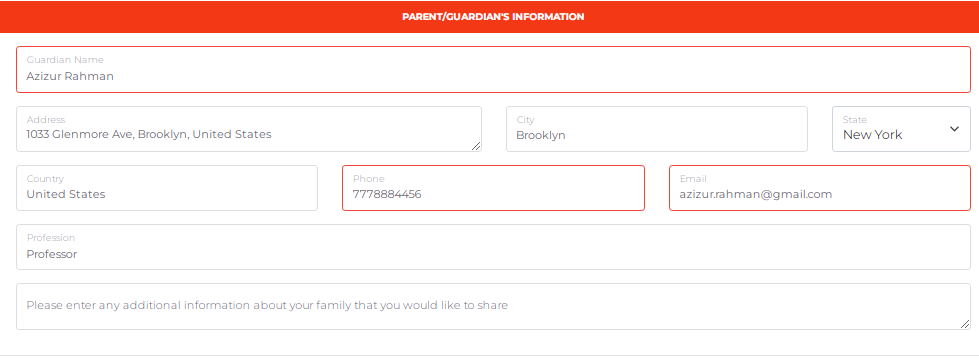 PARENT/GUARDIAN'S INFORMATION
Guardian Name
Azizur Rahman
Address
1033 Glenmore Ave, Brooklyn, United States
City
Brooklyn
State
New York
Country
United States
Phone
7778884456
Email
azizur.rahman@gmail.com
Profession
Professor
Please enter any additional information about your family that you would like to share